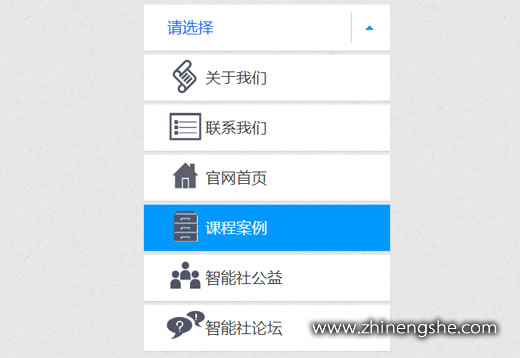 请选择
关于我们
联系我们
官网首页
课程案例
智能社公益
智能社论坛
www.zhinengshe.com